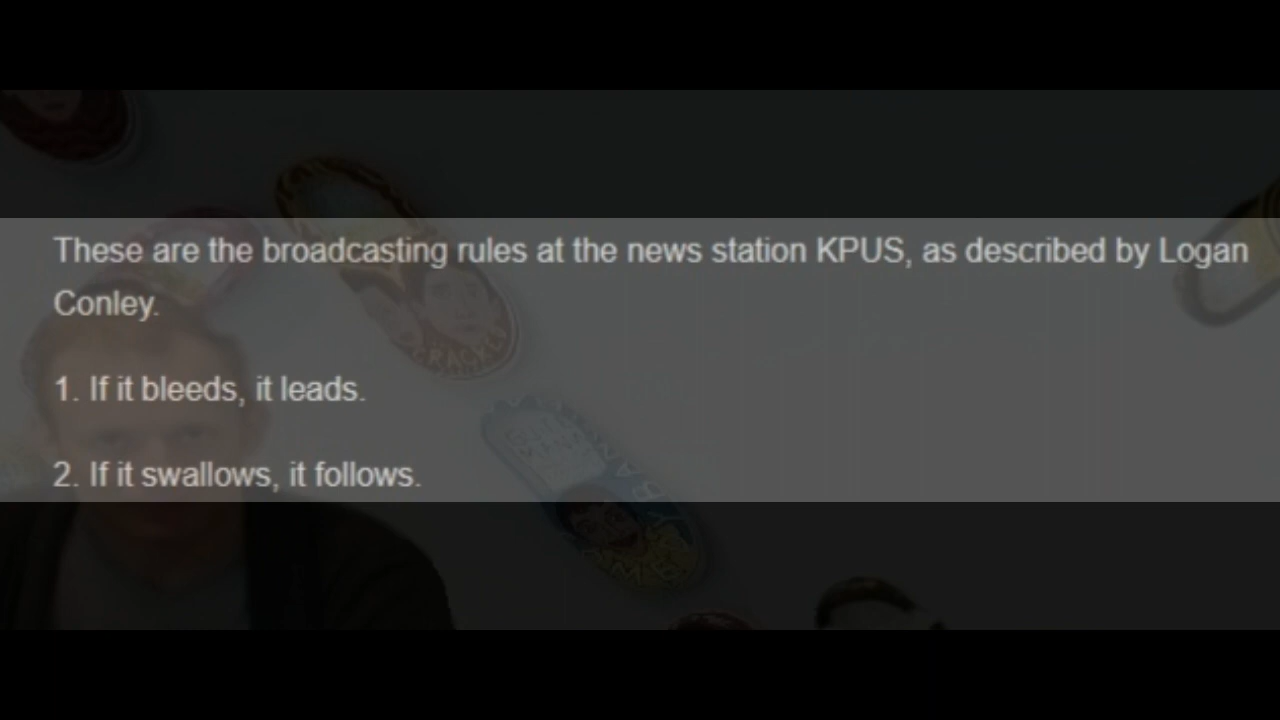 These are the broadcasting rules at the news station KPUS, as described by Logan
Conley.
1. If it bleeds, it leads.
2. If it swallows, it follows.